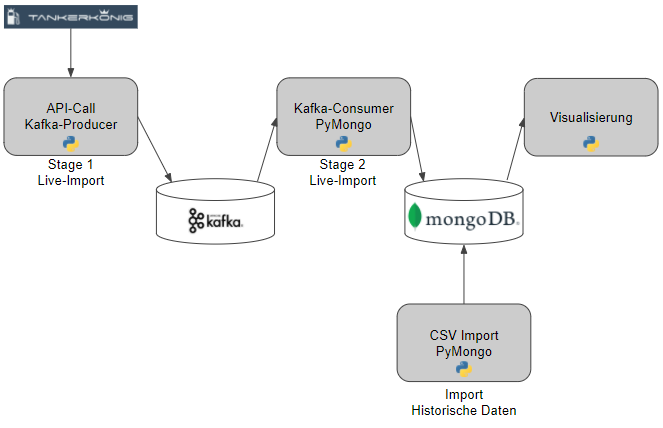 TANKERKÖNIG
API-Call
Kafka-Producer
Stage 1
Live-Import
kafka®
Kafka-Consumer
PyMongo
Stage 2
Live-Import
mongoDB®
Visualisierung
CSV Import
PyMongo
Import
Historische Daten